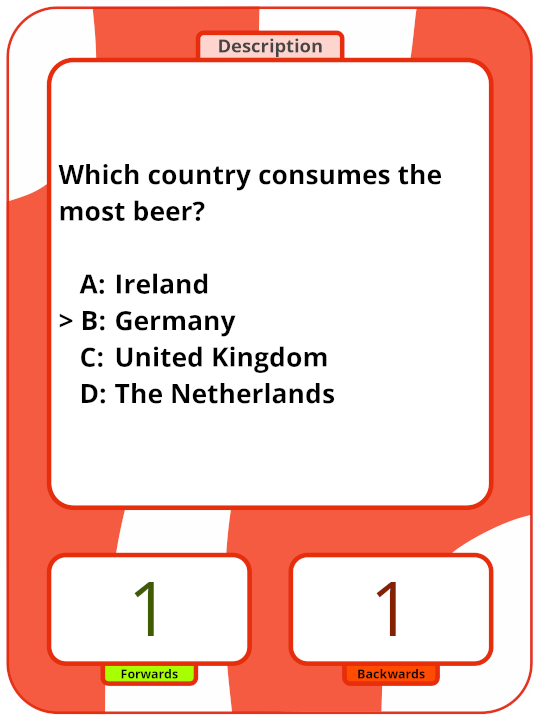 Description
Which country consumes the
most beer?
A: Ireland
> B: Germany
C: United Kingdom
D: The Netherlands
1
1
Forwards
Backwards